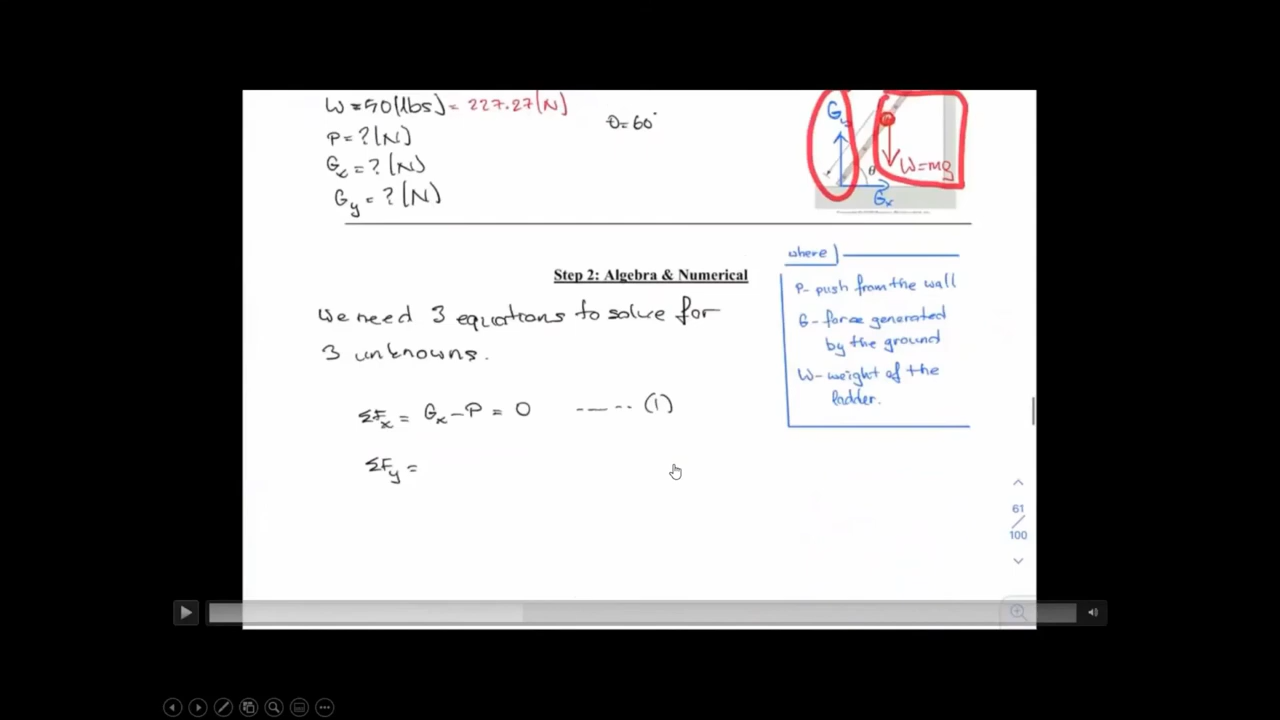 W = 50 (lbs) = 227.27 (N)
θ = 60°
P = ? (N)
Gx = ? (N)
Gy = ? (N)
Gy
W = mg
θ
Gx
Step 2: Algebra & Numerical
We need 3 equations to solve for
3 unknowns.
ΣFx = Gx - P = 0 ----·· (1)
ΣFy =
where
P- push from the wall
G- force generated
by the ground
W- weight of the
ladder.
61
/
100